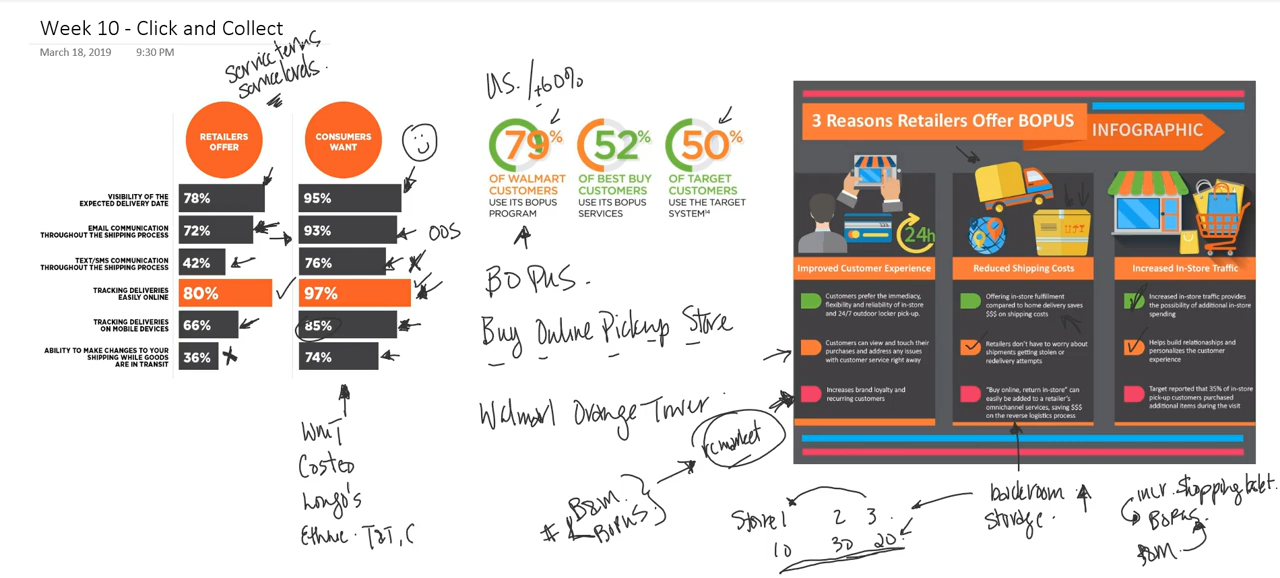 Week 10 - Click and Collect
March 18, 2019 9:30 PM
service terms
RETAILERS
OFFER
CONSUMERS
WANT
VISIBILITY OF THE
EXPECTED DELIVERY DATE
78%
95%
EMAIL COMMUNICATION
THROUGHOUT THE SHIPPING PROCESS
72%
93%
OOS
TEXT/SMS COMMUNICATION
THROUGHOUT THE SHIPPING PROCESS
42%
76%
TRACKING DELIVERIES
EASILY ONLINE
80%
97%
TRACKING DELIVERIES
ON MOBILE DEVICES
66%
85%
ABILITY TO MAKE CHANGES TO YOUR
SHIPPING WHILE GOODS
ARE IN TRANSIT
36%
74%
WMT
Costco
Longo's
Ethnic. T&T, C
U.S. / +60%
79%
OF WALMART
CUSTOMERS
USE ITS BOPUS
PROGRAM
52%
OF BEST BUY
CUSTOMERS
USE ITS BOPUS
SERVICES
50%
OF TARGET
CUSTOMERS
USE THE TARGET
SYSTEM¹⁴
BOPUS.
Buy Online Pickup Store
Walmart Orange Tower.
B&M.
# BOPUS
Store 1 2 3.
10 30 20.
backroom
storage.
3 Reasons Retailers Offer BOPUS
INFOGRAPHIC
24h
Improved Customer Experience
Customers prefer the immediacy,
flexibility and reliability of in-store
and 24/7 outdoor locker pick-up.
Customers can view and touch their
purchases and address any issues
with customer service right away
Increases brand loyalty and
recurring customers
Reduced Shipping Costs
Offering in-store fulfillment
compared to home delivery saves
$$$ on shipping costs
Retailers don't have to worry about
shipments getting stolen or
redelivery attempts
"Buy online, return in-store" can
easily be added to a retailer's
omnichannel services, saving $$$
on the reverse logistics process
Increased In-Store Traffic
Increased in-store traffic provides
the possibility of additional in-store
spending
Helps build relationships and
personalizes the customer
experience
Target reported that 35% of in-store
pick-up customers purchased
additional items during the visit
incr. shopping
BOPUS.
B&M.